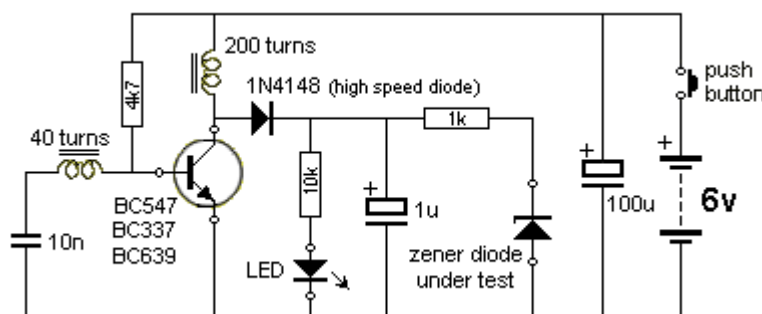 200 turns
4k7
1N4148 (high speed diode)
push
button
40 turns
1k
+
10k
BC547
BC337
BC639
+
1u
+
100u
6v
10n
LED
zener diode
under test